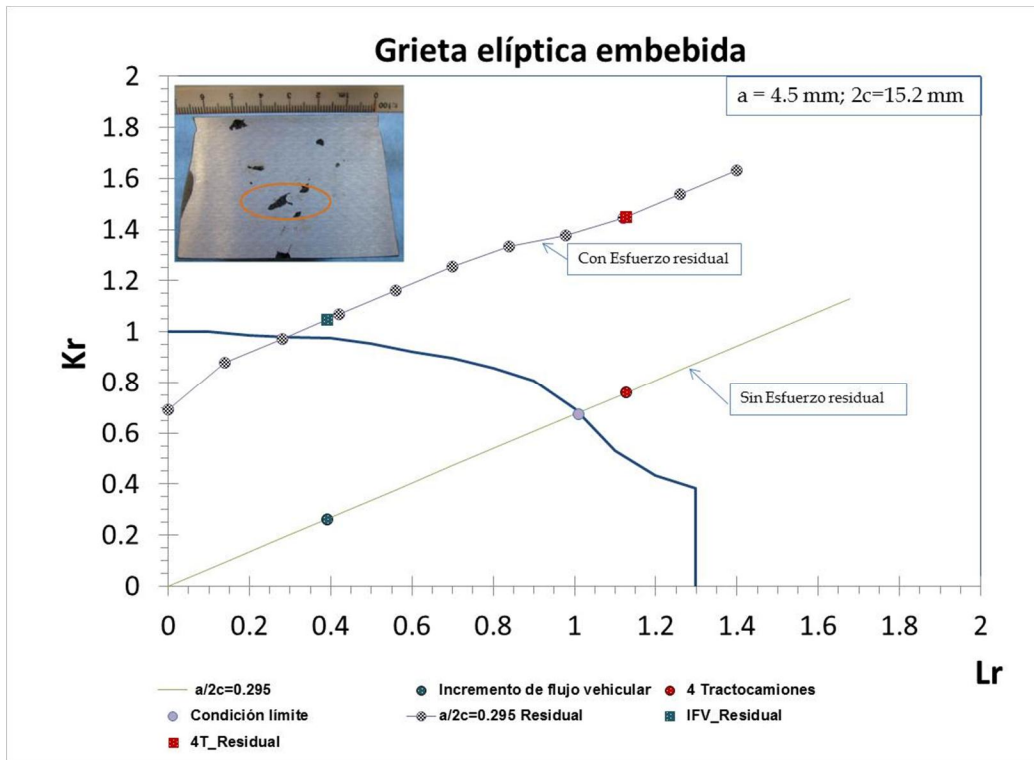 Grieta elíptica embebida
a = 4.5 mm; 2c=15.2 mm
Kr
2
1.8
1.6
1.4
1.2
1
0.8
0.6
0.4
0.2
0
Con Esfuerzo residual
Sin Esfuerzo residual
0 0.2 0.4 0.6 0.8 1 1.2 1.4 1.6 1.8 2
Lr
a/2c=0.295 Incremento de flujo vehicular 4 Tractocamiones
Condición límite a/2c=0.295 Residual IFV_Residual
4T_Residual